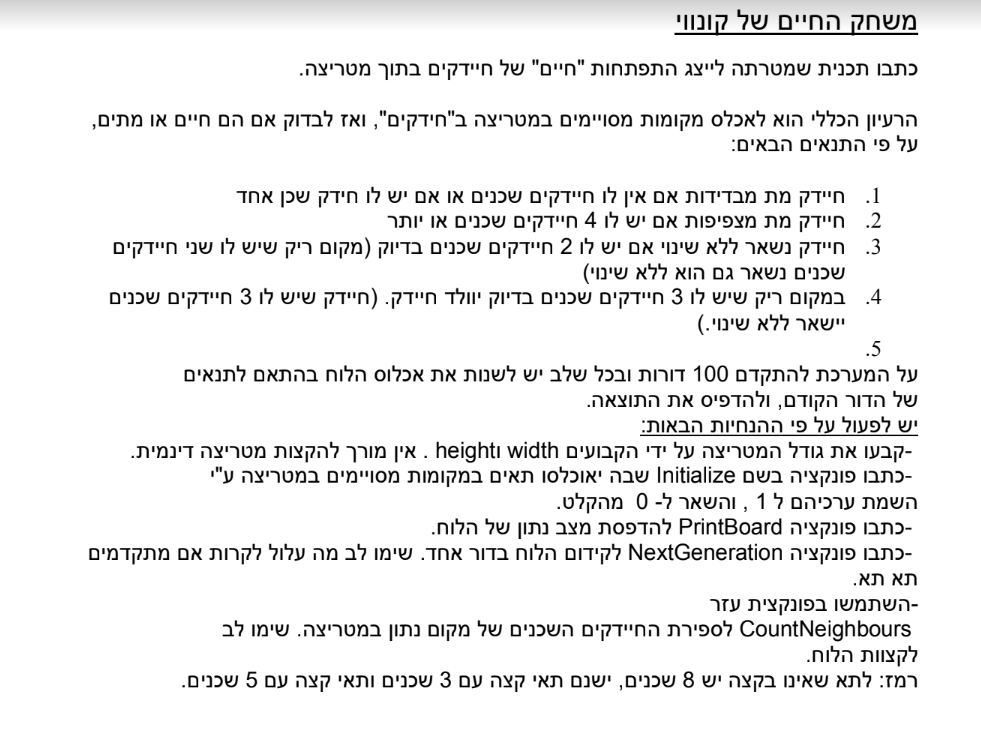 משחק החיים של קונווי
כתבו תכנית שמטרתה לייצג התפתחות "חיים" של חיידקים בתוך מטריצה.
הרעיון הכללי הוא לאכלס מקומות מסויימים במטריצה ב"חידקים", ואז לבדוק אם הם חיים או מתים,
על פי התנאים הבאים:
1. חיידק מת מבדידות אם אין לו חיידקים שכנים או אם יש לו חידק שכן אחד
2. חיידק מת מצפיפות אם יש לו 4 חיידקים שכנים או יותר
3. חיידק נשאר ללא שינוי אם יש לו 2 חיידקים שכנים בדיוק (מקום ריק שיש לו שני חיידקים
שכנים נשאר גם הוא ללא שינוי)
4. במקום ריק שיש לו 3 חיידקים שכנים בדיוק יוולד חיידק. (חיידק שיש לו 3 חיידקים שכנים
יישאר ללא שינוי.)
5.
על המערכת להתקדם 100 דורות ובכל שלב יש לשנות את אכלוס הלוח בהתאם לתנאים
של הדור הקודם, ולהדפיס את התוצאה.
יש לפעול על פי ההנחיות הבאות:
-קבעו את גודל המטריצה על ידי הקבועים width וheight . אין מורך להקצות מטריצה דינמית.
-כתבו פונקציה בשם Initialize שבה יאוכלסו תאים במקומות מסויימים במטריצה ע"י
השמת ערכיהם ל 1 , והשאר ל- 0 מהקלט.
-כתבו פונקציה PrintBoard להדפסת מצב נתון של הלוח.
-כתבו פונקציה NextGeneration לקידום הלוח בדור אחד. שימו לב מה עלול לקרות אם מתקדמים
תא תא.
-השתמשו בפונקצית עזר
CountNeighbours לספירת החיידקים השכנים של מקום נתון במטריצה. שימו לב
לקצוות הלוח.
רמז: לתא שאינו בקצה יש 8 שכנים, ישנם תאי קצה עם 3 שכנים ותאי קצה עם 5 שכנים.